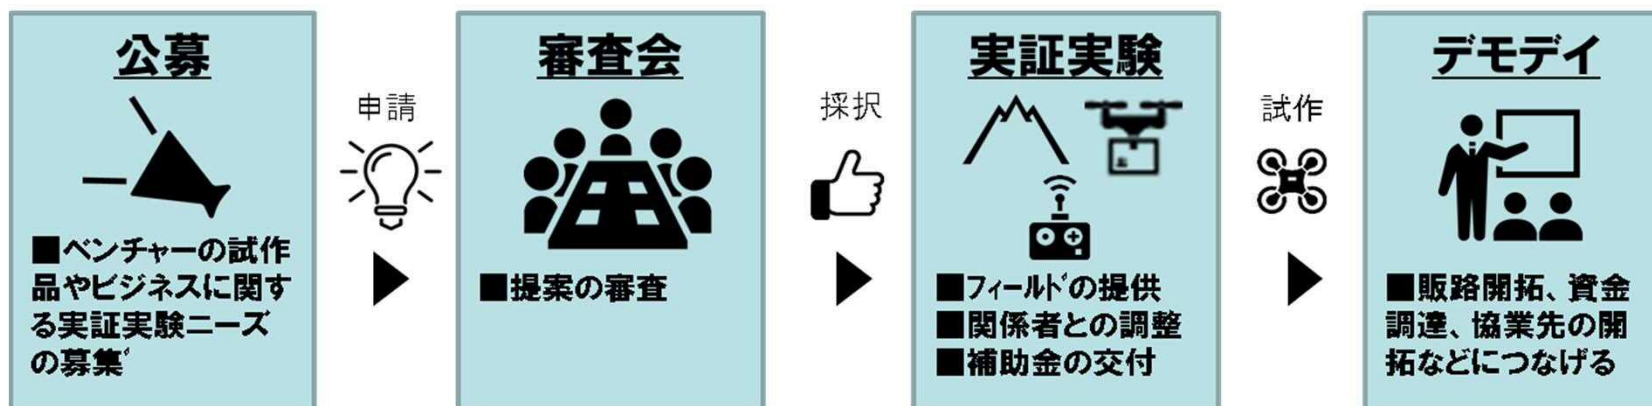 公募
■ベンチャーの試作
品やビジネスに関す
る実証実験ニーズ
の募集
申請
審査会
■提案の審査
採択
実証実験
■フィールドの提供
■関係者との調整
■補助金の交付
試作
デモデイ
■販路開拓、資金
調達、協業先の開
拓などにつなげる